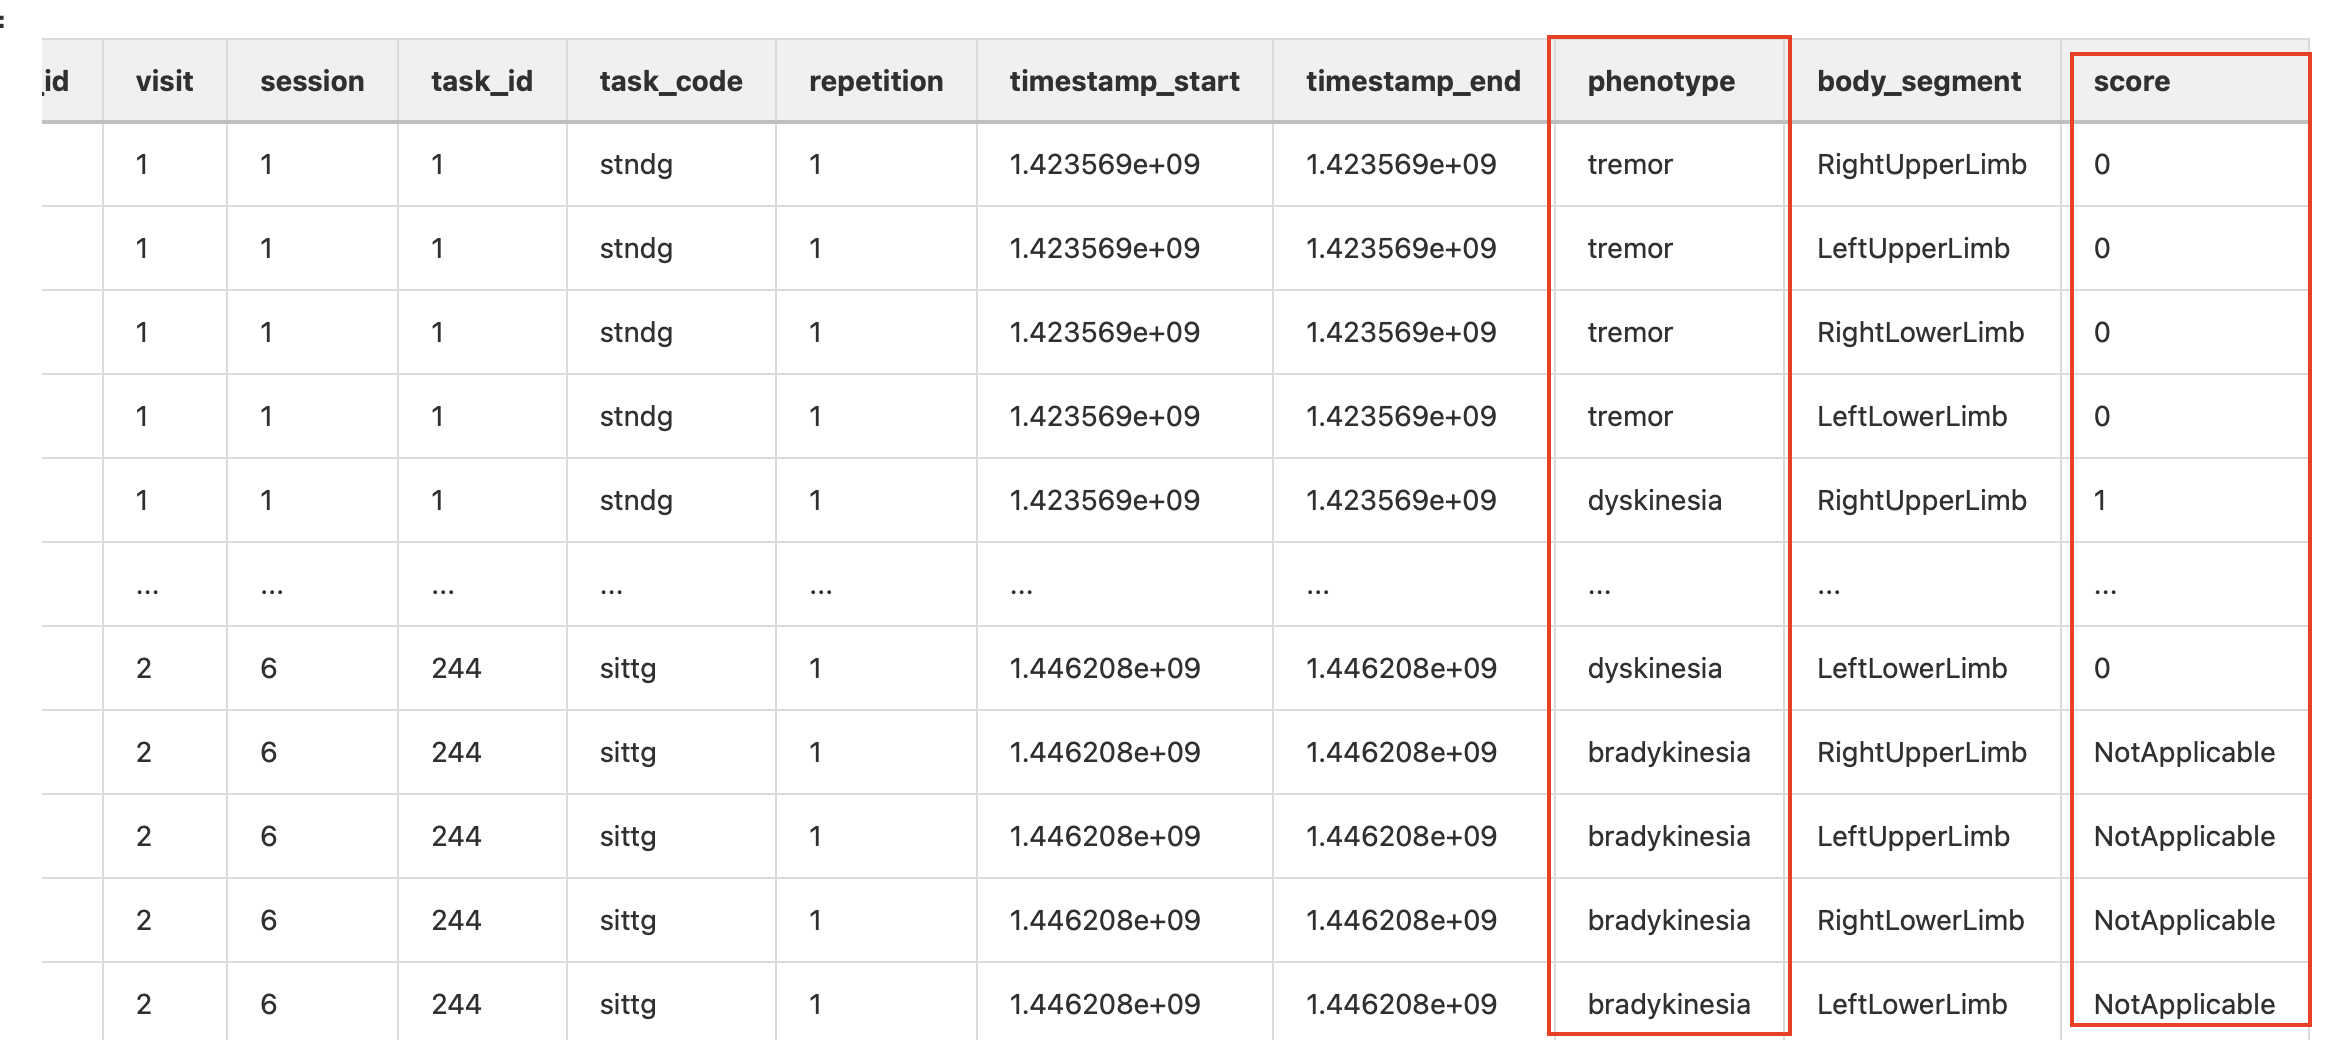 _id visit session task_id task_code repetition timestamp_start timestamp_end phenotype body_segment score
1 1 1 stndg 1 1.423569e+09 1.423569e+09 tremor RightUpperLimb 0
1 1 1 stndg 1 1.423569e+09 1.423569e+09 tremor LeftUpperLimb 0
1 1 1 stndg 1 1.423569e+09 1.423569e+09 tremor RightLowerLimb 0
1 1 1 stndg 1 1.423569e+09 1.423569e+09 tremor LeftLowerLimb 0
1 1 1 stndg 1 1.423569e+09 1.423569e+09 dyskinesia RightUpperLimb 1
... ... ... ... ... ... ... ... ... ...
2 6 244 sittg 1 1.446208e+09 1.446208e+09 dyskinesia LeftLowerLimb 0
2 6 244 sittg 1 1.446208e+09 1.446208e+09 bradykinesia RightUpperLimb NotApplicable
2 6 244 sittg 1 1.446208e+09 1.446208e+09 bradykinesia LeftUpperLimb NotApplicable
2 6 244 sittg 1 1.446208e+09 1.446208e+09 bradykinesia RightLowerLimb NotApplicable
2 6 244 sittg 1 1.446208e+09 1.446208e+09 bradykinesia LeftLowerLimb NotApplicable